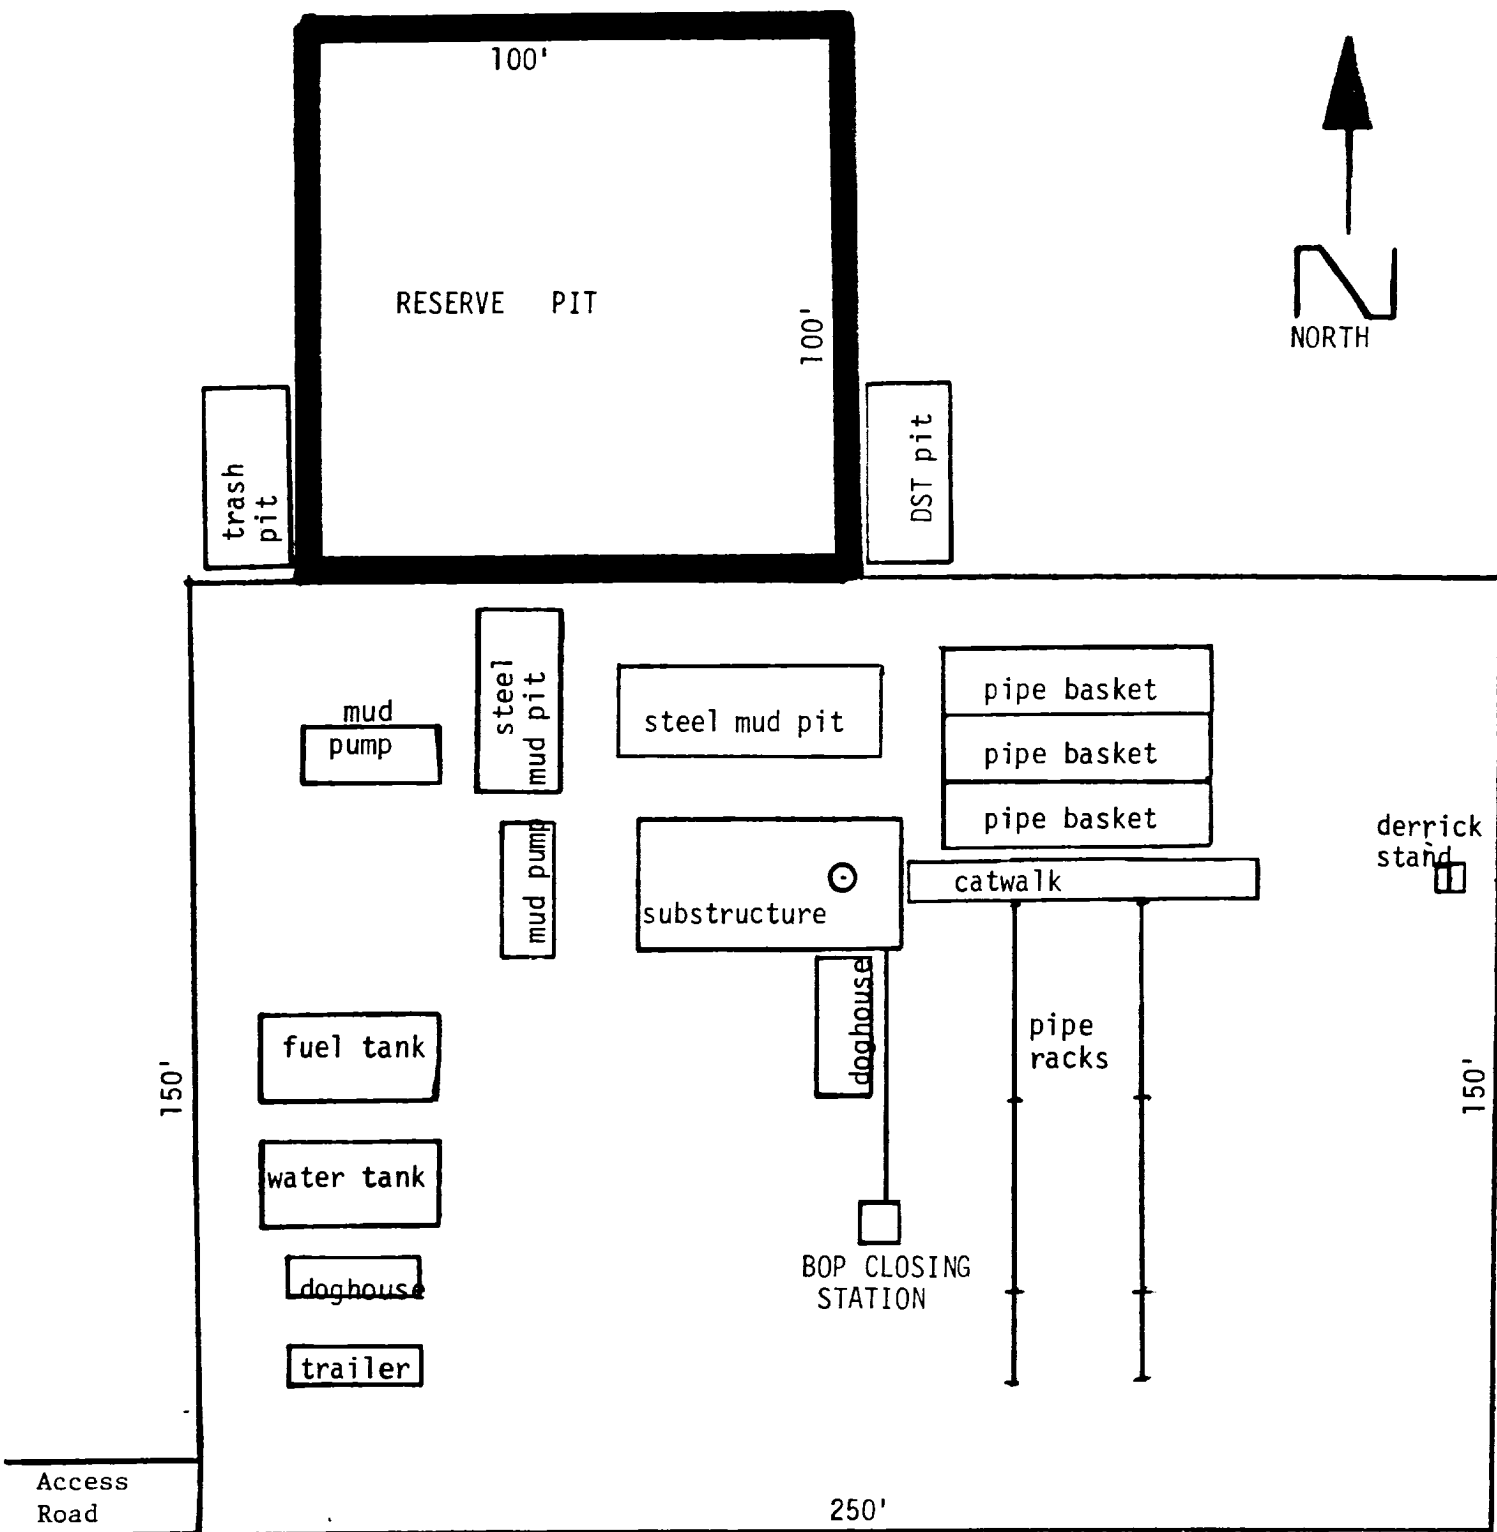 100'
RESERVE PIT
100'
N
NORTH
trash
pit
DST pit
mud
pump
steel
mud pit
steel mud pit
pipe basket
pipe basket
pipe basket
mud pump
substructure
catwalk
derrick
stand
doghouse
pipe
racks
fuel tank
150'
150'
water tank
doghouse
BOP CLOSING
STATION
trailer
Access
Road
250'